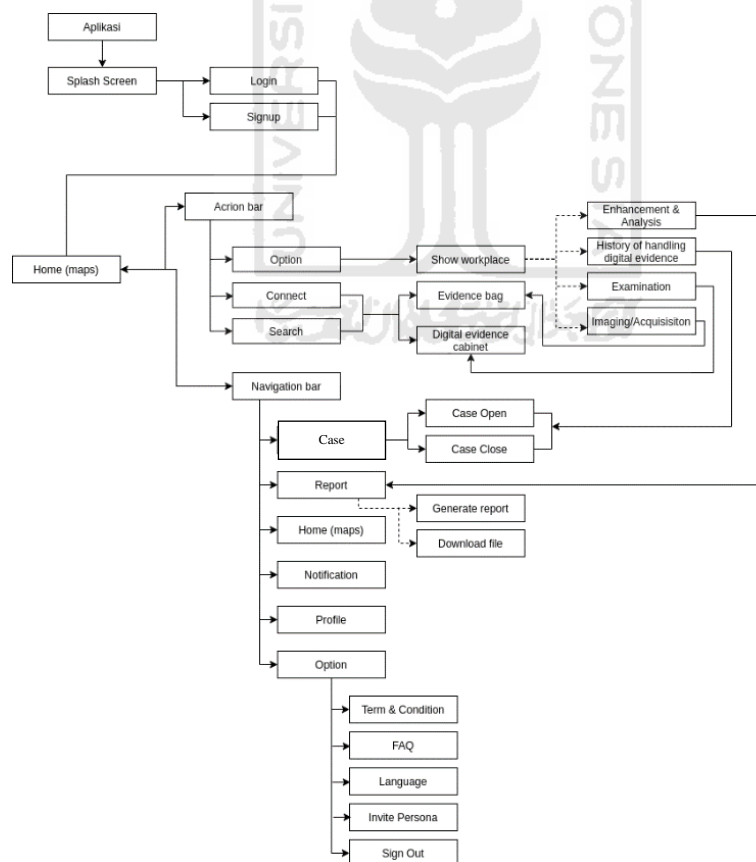 Aplikasi
Splash Screen
Login
Signup
Acrion bar
Home (maps)
Option
Show workplace
Connect
Search
Evidence bag
Digital evidence
cabinet
Enhancement &
Analysis
History of handling
digital evidence
Examination
Imaging/Acquisisiton
Navigation bar
Case
Case Open
Case Close
Report
Generate report
Download file
Home (maps)
Notification
Profile
Option
Term & Condition
FAQ
Language
Invite Persona
Sign Out